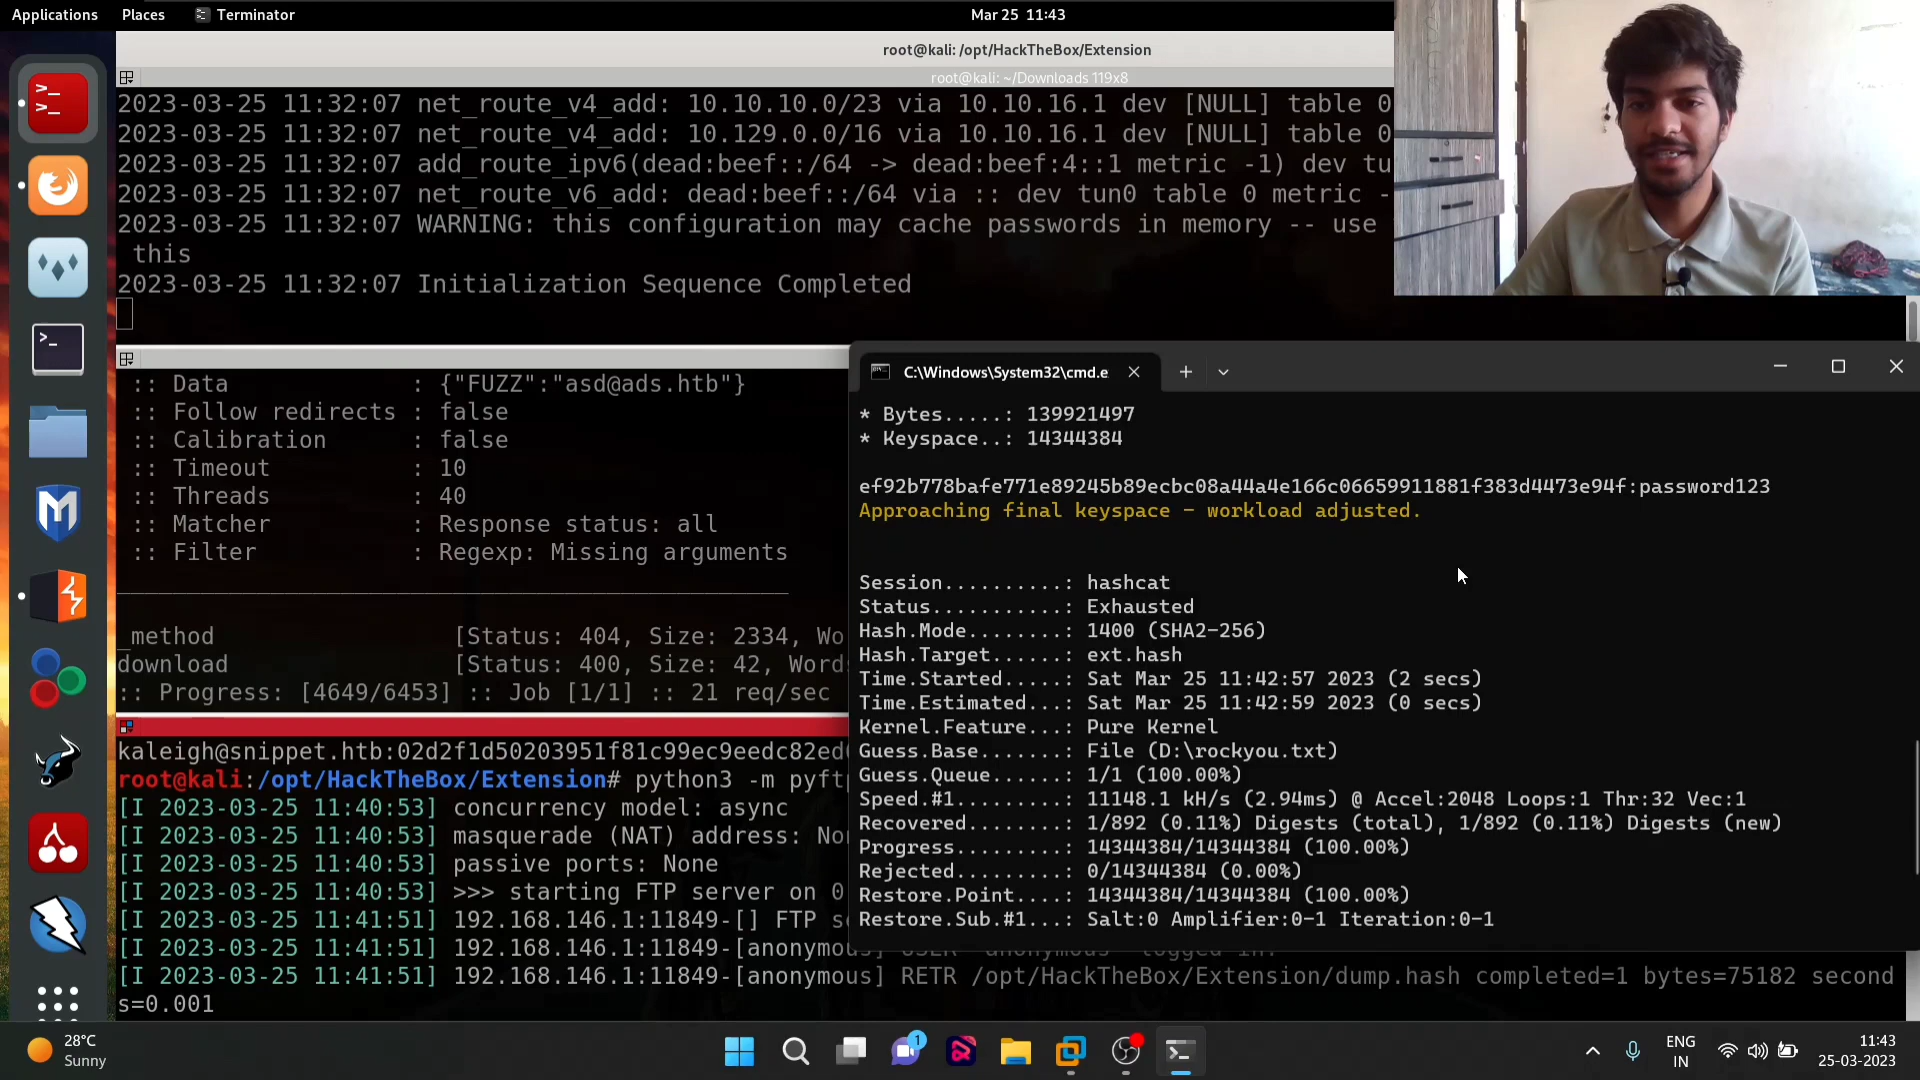 Applications Places Terminator Mar 25 11:43
root@kali: /opt/HackTheBox/Extension
root@kali: ~/Downloads 119x8
2023-03-25 11:32:07 net_route_v4_add: 10.10.10.0/23 via 10.10.16.1 dev [NULL] table 0
2023-03-25 11:32:07 net_route_v4_add: 10.129.0.0/16 via 10.10.16.1 dev [NULL] table 0
2023-03-25 11:32:07 add_route_ipv6(dead:beef::/64 -> dead:beef:4::1 metric -1) dev tu
2023-03-25 11:32:07 net_route_v6_add: dead:beef::/64 via :: dev tun0 table 0 metric -
2023-03-25 11:32:07 WARNING: this configuration may cache passwords in memory -- use
this
2023-03-25 11:32:07 Initialization Sequence Completed
:: Data : {"FUZZ":"asd@ads.htb"}
:: Follow redirects : false
:: Calibration : false
:: Timeout : 10
:: Threads : 40
:: Matcher : Response status: all
:: Filter : Regexp: Missing arguments
_method [Status: 404, Size: 2334, Wo
download [Status: 400, Size: 42, Words
:: Progress: [4649/6453] :: Job [1/1] :: 21 req/sec
kaleigh@snippet.htb:02d2f1d50203951f81c99ec9eedc82ed
root@kali:/opt/HackTheBox/Extension# python3 -m pyftp
[I 2023-03-25 11:40:53] concurrency model: async
[I 2023-03-25 11:40:53] masquerade (NAT) address: Non
[I 2023-03-25 11:40:53] passive ports: None
[I 2023-03-25 11:40:53] >>> starting FTP server on 0
[I 2023-03-25 11:41:51] 192.168.146.1:11849-[] FTP se
[I 2023-03-25 11:41:51] 192.168.146.1:11849-[anonymous] USER 'anonymous' logged in.
[I 2023-03-25 11:41:51] 192.168.146.1:11849-[anonymous] RETR /opt/HackTheBox/Extension/dump.hash completed=1 bytes=75182 second
s=0.001
C:\Windows\System32\cmd.e
* Bytes.....: 139921497
* Keyspace..: 14344384
ef92b778bafe771e89245b89ecbc08a44a4e166c06659911881f383d4473e94f:password123
Approaching final keyspace - workload adjusted.
Session..........: hashcat
Status...........: Exhausted
Hash.Mode........: 1400 (SHA2-256)
Hash.Target......: ext.hash
Time.Started.....: Sat Mar 25 11:42:57 2023 (2 secs)
Time.Estimated...: Sat Mar 25 11:42:59 2023 (0 secs)
Kernel.Feature...: Pure Kernel
Guess.Base.......: File (D:\rockyou.txt)
Guess.Queue......: 1/1 (100.00%)
Speed.#1.........: 11148.1 kH/s (2.94ms) @ Accel:2048 Loops:1 Thr:32 Vec:1
Recovered........: 1/892 (0.11%) Digests (total), 1/892 (0.11%) Digests (new)
Progress.........: 14344384/14344384 (100.00%)
Rejected.........: 0/14344384 (0.00%)
Restore.Point....: 14344384/14344384 (100.00%)
Restore.Sub.#1...: Salt:0 Amplifier:0-1 Iteration:0-1
28°C
Sunny
1
ENG
IN
11:43
25-03-2023